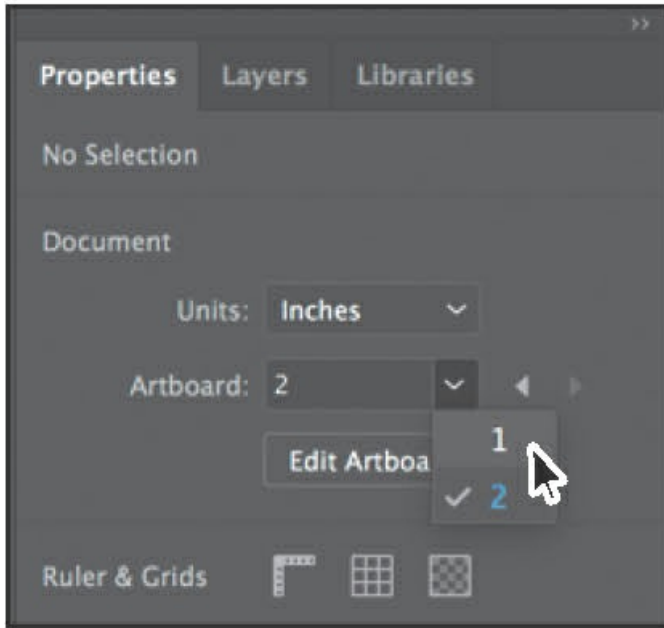 Properties Layers Libraries
No Selection
Document
Units: Inches
Artboard: 2
1
Edit Artboa
2
Ruler & Grids